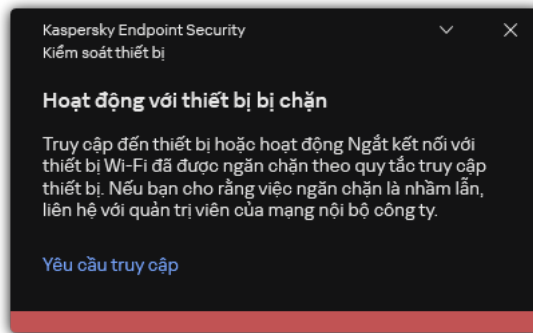 Kaspersky Endpoint Security
Kiểm soát thiết bị
Hoạt động với thiết bị bị chặn
Truy cập đến thiết bị hoặc hoạt động Ngắt kết nối với
thiết bị Wi-Fi đã được ngăn chặn theo quy tắc truy cập
thiết bị. Nếu bạn cho rằng việc ngăn chặn là nhầm lẫn,
liên hệ với quản trị viên của mạng nội bộ công ty.
Yêu cầu truy cập